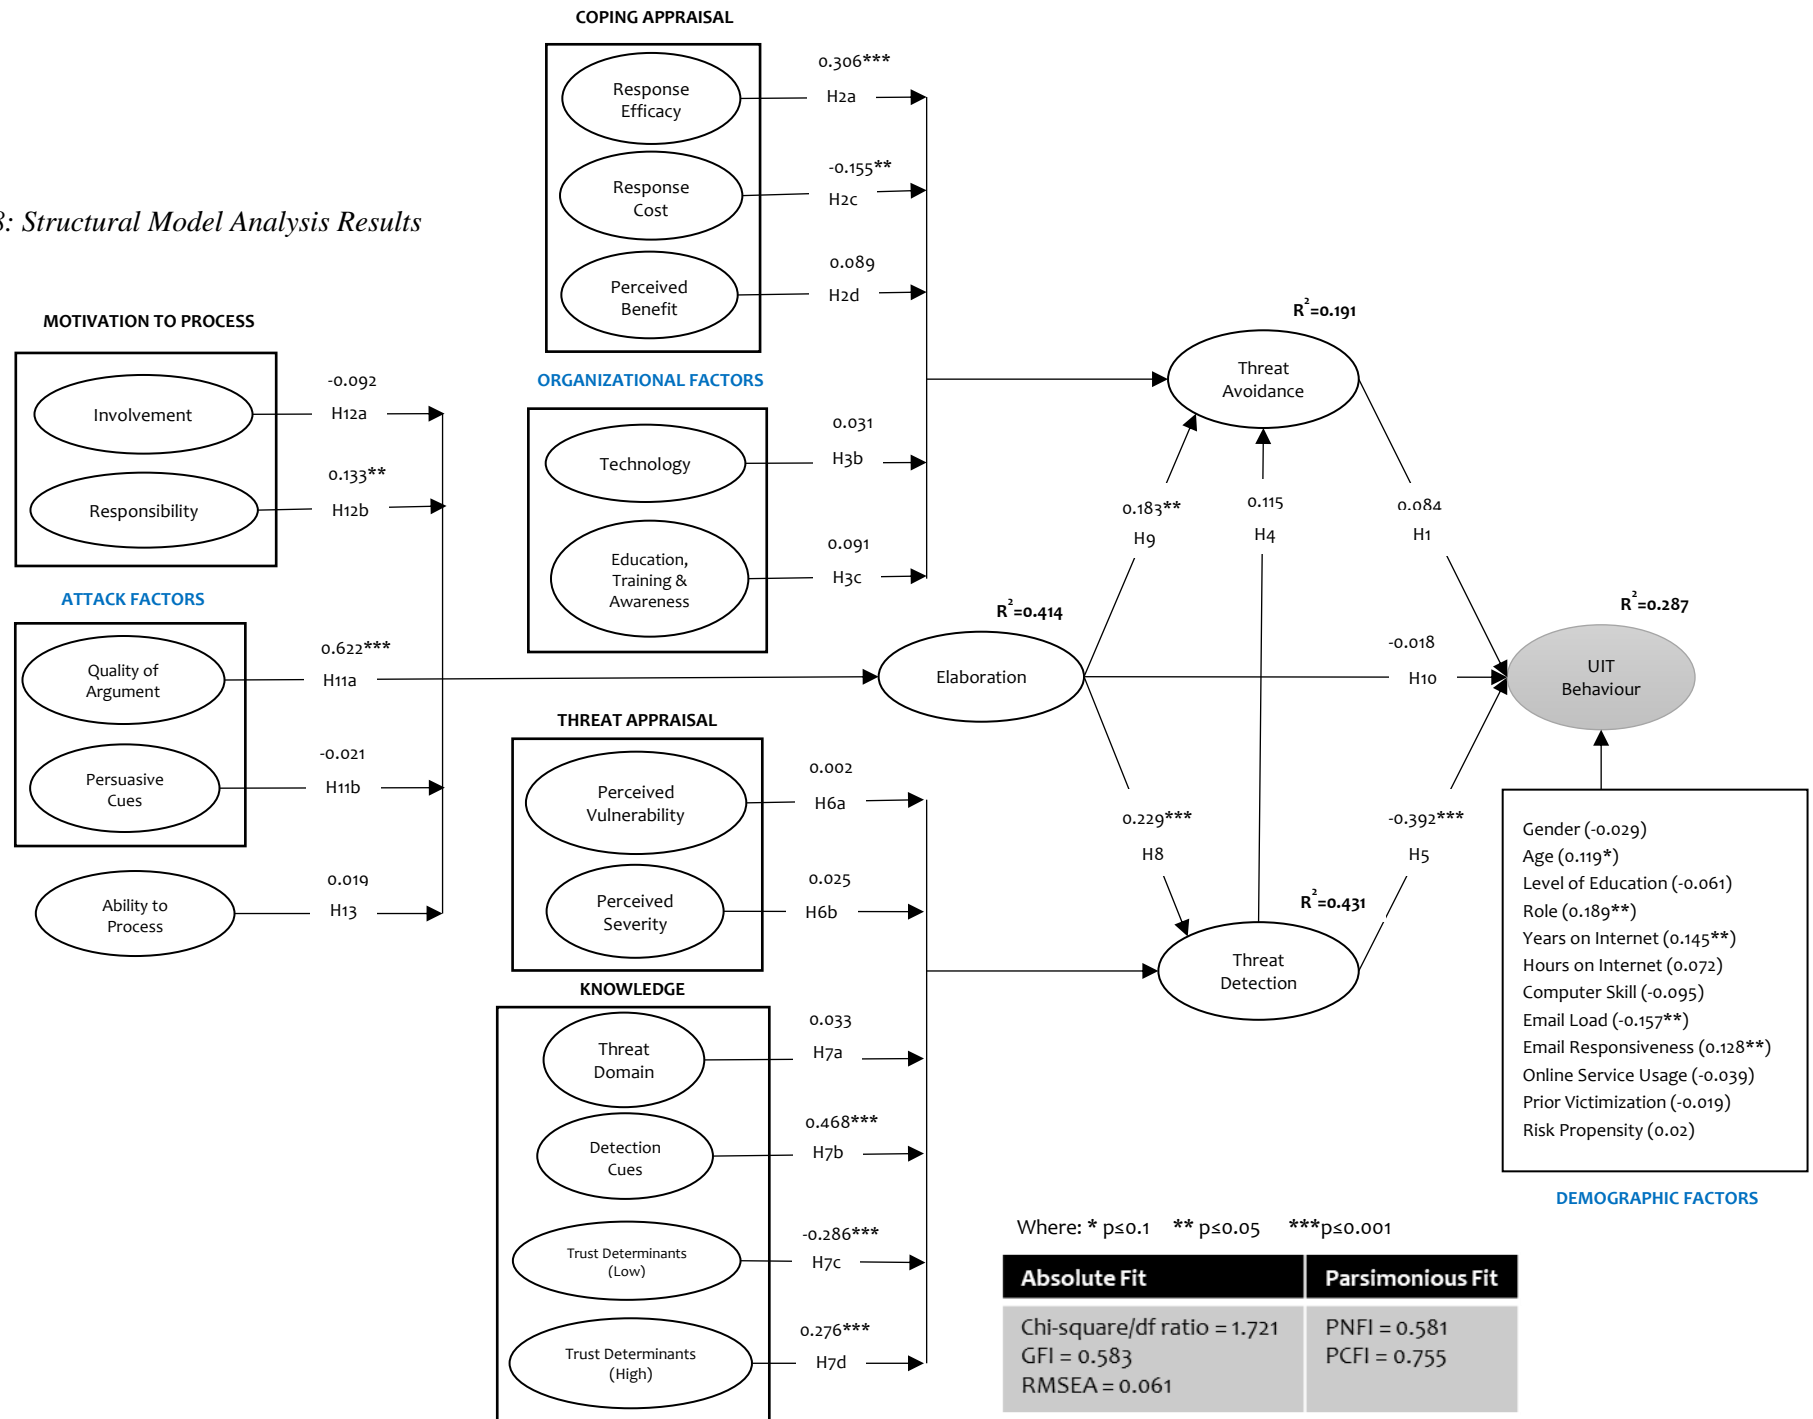 COPING APPRAISAL
Response
Efficacy
0.306***
H2a
Response
Cost
-0.155**
H2c
Perceived
Benefit
0.089
H2d
8: Structural Model Analysis Results
MOTIVATION TO PROCESS
Involvement
-0.092
H12a
Responsibility
0.133**
H12b
ORGANIZATIONAL FACTORS
Technology
0.031
H3b
Education,
Training &
Awareness
0.091
H3c
ATTACK FACTORS
Quality of
Argument
0.622***
H11a
Persuasive
Cues
-0.021
H11b
Ability to
Process
0.019
H13
R²=0.414
Elaboration
THREAT APPRAISAL
Perceived
Vulnerability
0.002
H6a
Perceived
Severity
0.025
H6b
KNOWLEDGE
Threat
Domain
0.033
H7a
Detection
Cues
0.468***
H7b
Trust Determinants
(Low)
-0.286***
H7c
Trust Determinants
(High)
0.276***
H7d
R²=0.191
Threat
Avoidance
0.183**
H9
0.115
H4
0.084
H1
-0.018
H10
0.229***
H8
-0.392***
H5
R²=0.431
Threat
Detection
R²=0.287
UIT
Behaviour
Gender (-0.029)
Age (0.119*)
Level of Education (-0.061)
Role (0.189**)
Years on Internet (0.145**)
Hours on Internet (0.072)
Computer Skill (-0.095)
Email Load (-0.157**)
Email Responsiveness (0.128**)
Online Service Usage (-0.039)
Prior Victimization (-0.019)
Risk Propensity (0.02)
DEMOGRAPHIC FACTORS
Where: * p≤0.1 ** p≤0.05 ***p≤0.001
Absolute Fit
Parsimonious Fit
Chi-square/df ratio = 1.721
GFI = 0.583
RMSEA = 0.061
PNFI = 0.581
PCFI = 0.755